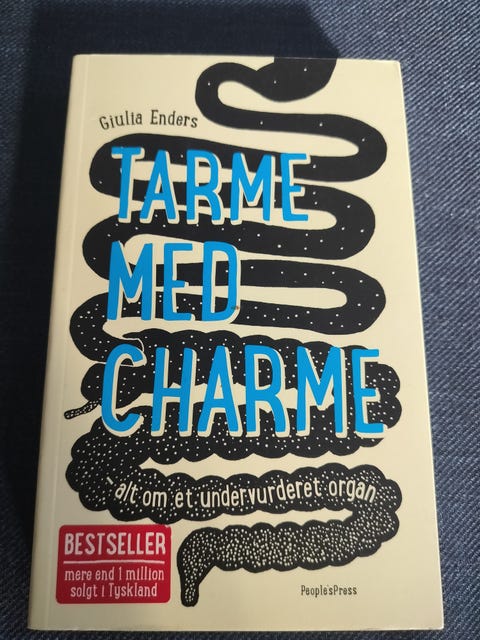 Giulia Enders
TARME
MED
CHARME
- alt om et undervurderet organ
BESTSELLER
mere end 1 million
solgt i Tyskland
People'sPress